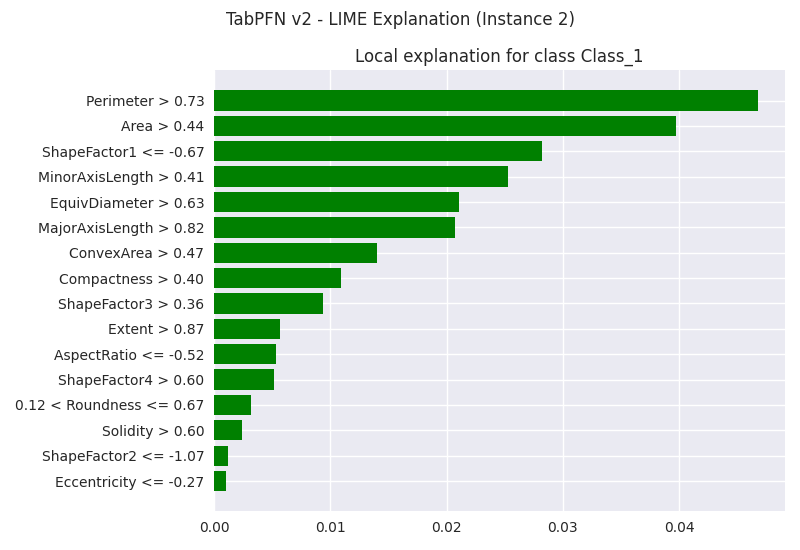 TabPFN v2 - LIME Explanation (Instance 2)
Local explanation for class Class_1
Perimeter > 0.73
Area > 0.44
ShapeFactor1 <= -0.67
MinorAxisLength > 0.41
EquivDiameter > 0.63
MajorAxisLength > 0.82
ConvexArea > 0.47
Compactness > 0.40
ShapeFactor3 > 0.36
Extent > 0.87
AspectRatio <= -0.52
ShapeFactor4 > 0.60
0.12 < Roundness <= 0.67
Solidity > 0.60
ShapeFactor2 <= -1.07
Eccentricity <= -0.27
0.00 0.01 0.02 0.03 0.04